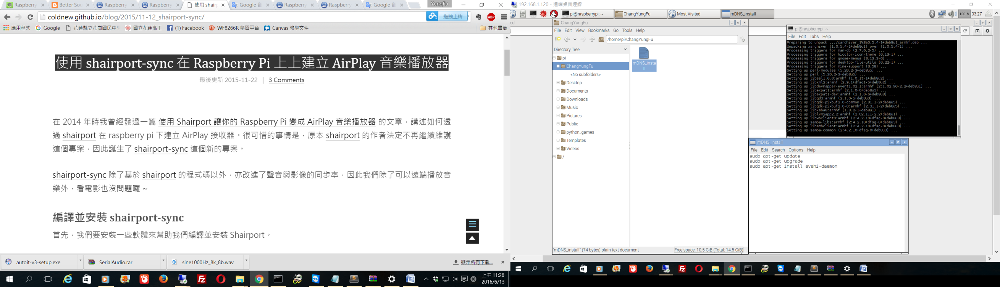 Raspberry
Better Sou
Raspberry
Raspberry
使用 shairp
Google 翻
Raspberry
Raspberry
Google 翻
YungFu
coldnew.github.io/blog/2015/11-12_shairport-sync/
拖拽上传
ABP
應用程式
Google
花蓮縣立花崗國民中
國立花蓮高工
(1) Facebook
WF8266R 學習平台
Canvas 教學文件
其他書籤
使用 shairport-sync 在 Raspberry Pi 上上建立 AirPlay 音樂播放器
最後更新 2015-11-22 | 3 Comments
在 2014 年時我曾經發過一篇 使用 Shairport 讓你的 Raspberry Pi 變成 AirPlay 音樂播放器 的文章，講述如何透
過 shairport 在 raspberry pi 下建立 AirPlay 接收器。很可惜的事情是，原本 shairport 的作者決定不再繼續維護
這個專案，因此誕生了 shairport-sync 這個新的專案。
shairport-sync 除了基於 shairport 的程式碼以外，亦改進了聲音與影像的同步率，因此我們除了可以遠端播放音
樂外，看電影也沒問題囉 ~
編譯並安裝 shairport-sync
首先，我們要安裝一些軟體來幫助我們編譯並安裝 Shairport。
autoit-v3-setup.exe
SerialAudio.rar
sine1000Hz_8k_8b.wav
顯示所有下載...
上午 11:26
2016/6/13
192.168.1.120 - 遠端桌面連線
pi@raspberrypi: ~
ChangYungFu
Most Visited
mDNS_install
100 %
03:27
ed
ChangYungFu
File Edit View Bookmarks Go Tools Help
/home/pi/ChangYungFu
Directory Tree
pi
ChangYungFu
<No subfolders>
Desktop
Documents
Downloads
Music
Pictures
Public
python_games
Templates
Videos
/
mDNS_insta
ll
"mDNS_install" (74 bytes) plain text document
Free space: 10.5 GiB (Total: 14.5 GiB)
pi@raspberrypi: ~
File Edit Tabs Help
Preparing to unpack .../xarchiver_1%3a0.5.4-1+deb8u1_armhf.deb ...
Unpacking xarchiver (1:0.5.4-1+deb8u1) over (1:0.5.4-1) ...
Processing triggers for man-db (2.7.0.2-5) ...
Processing triggers for hicolor-icon-theme (0.13-1) ...
Processing triggers for gnome-menus (3.13.3-6) ...
Processing triggers for desktop-file-utils (0.22-1) ...
Processing triggers for mime-support (3.58) ...
Setting up perl-modules (5.20.2-3+deb8u5) ...
Setting up perl (5.20.2-3+deb8u5) ...
Setting up libssl1.0.0:armhf (1.0.1t-1+deb8u2) ...
Setting up libxml2:armhf (2.9.1+dfsg1-5+deb8u2) ...
Setting up libdevmapper-event1.02.1:armhf (2:1.02.90-2.2+deb8u1) ...
Setting up libexpat1:armhf (2.1.0-6+deb8u3) ...
Setting up libexpat1-dev:armhf (2.1.0-6+deb8u3) ...
Setting up libgd3:armhf (2.1.0-5+deb8u3) ...
Setting up libgdk-pixbuf2.0-common (2.31.1-2+deb8u5) ...
Setting up libgdk-pixbuf2.0-0:armhf (2.31.1-2+deb8u5) ...
Setting up libksba8:armhf (1.3.2-1+deb8u1) ...
Setting up liblvm2app2.2:armhf (2.02.111-2.2+deb8u1) ...
Setting up libwbclient0:armhf (2:4.2.10+dfsg-0+deb8u3) ...
Setting up samba-libs:armhf (2:4.2.10+dfsg-0+deb8u3) ...
Setting up libsmbclient:armhf (2:4.2.10+dfsg-0+deb8u3) ...
Setting up samba-common (2:4.2.10+dfsg-0+deb8u3) ...
mDNS_install
File Edit Search Options Help
sudo apt-get update
sudo apt-get upgrade
sudo apt-get install avahi-daemon